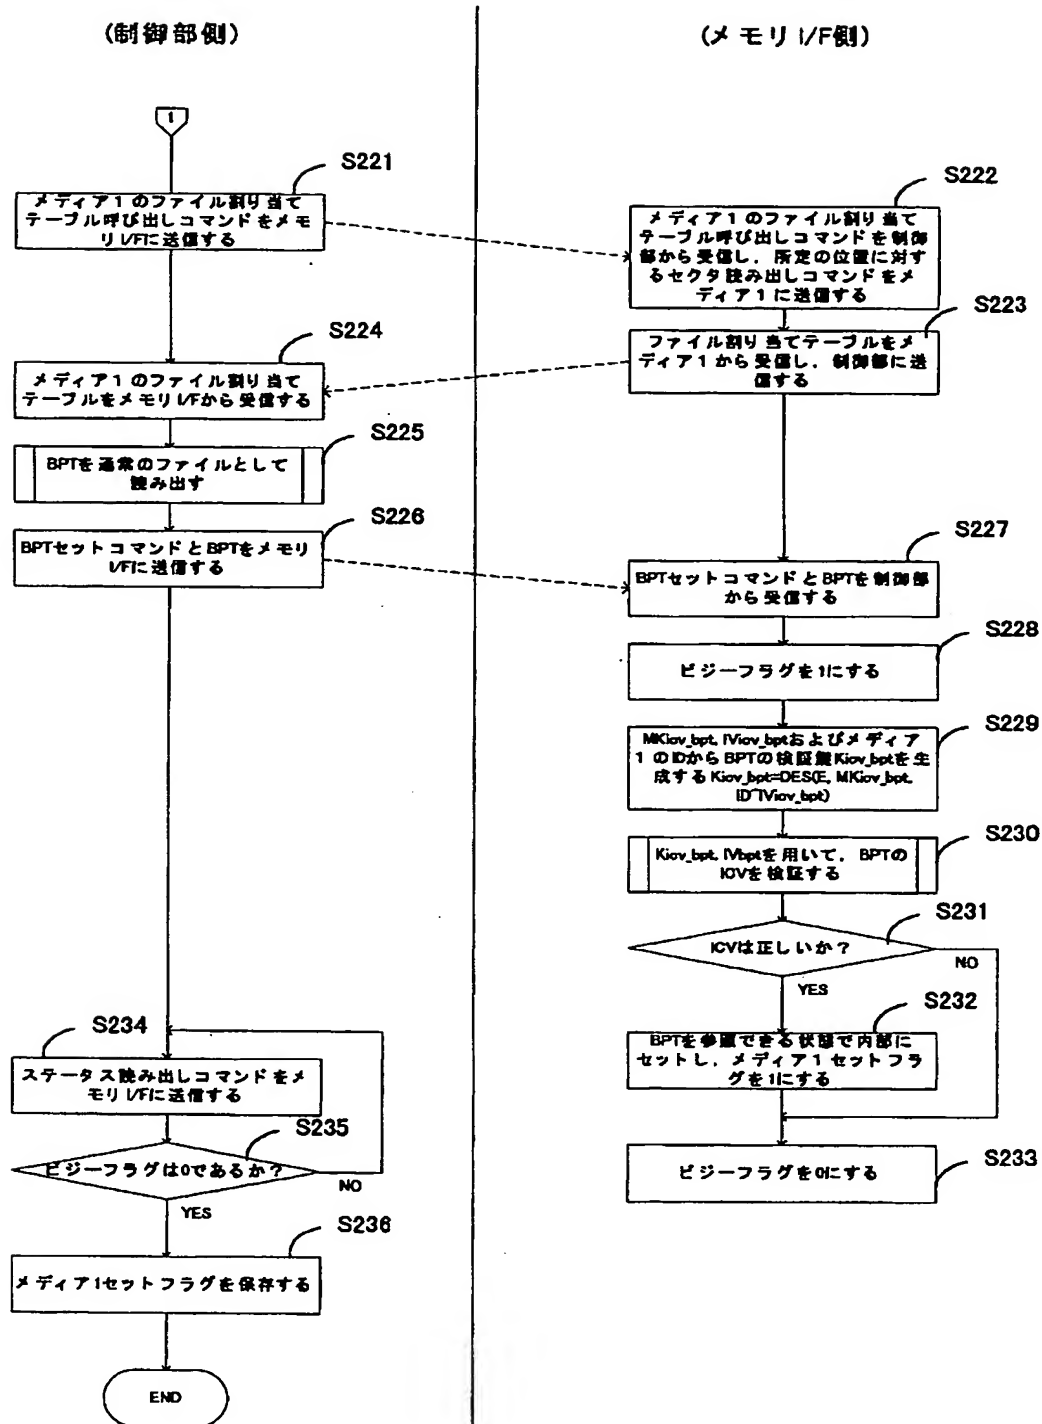 (制御部側)
(メモリI/F側)
1
S221
メディア1のファイル割り当て
テーブル呼び出しコマンドをメモ
リI/Fに送信する
S222
メディア1のファイル割り当て
テーブル呼び出しコマンドを制御
部から受信し、所定の位置に対す
るセクタ読み出しコマンドをメ
ディア1に送信する
S223
ファイル割り当てテーブルをメ
ディア1から受信し、制御部に送
信する
S224
メディア1のファイル割り当て
テーブルをメモリI/Fから受信する
S225
BPTを通常のファイルとして
読み出す
S226
BPTセットコマンドとBPTをメモリ
I/Fに送信する
S227
BPTセットコマンドとBPTを制御部
から受信する
S228
ビジーフラグを1にする
S229
MKicv_bpt, IVicv_bptおよびメディア
1のIDからBPTの検証鍵Kicv_bptを生
成するKicv_bpt=DES(E, MKicv_bpt,
ID^IVicv_bpt)
S230
Kicv_bpt, IVbptを用いて、BPTの
ICVを検証する
S231
ICVは正しいか?
NO
YES
S232
BPTを参照できる状態で内部に
セットし、メディア1セットフラ
グを1にする
S233
ビジーフラグを0にする
S234
ステータス読み出しコマンドをメ
モリI/Fに送信する
S235
ビジーフラグは0であるか?
NO
YES
S236
メディア1セットフラグを保存する
END